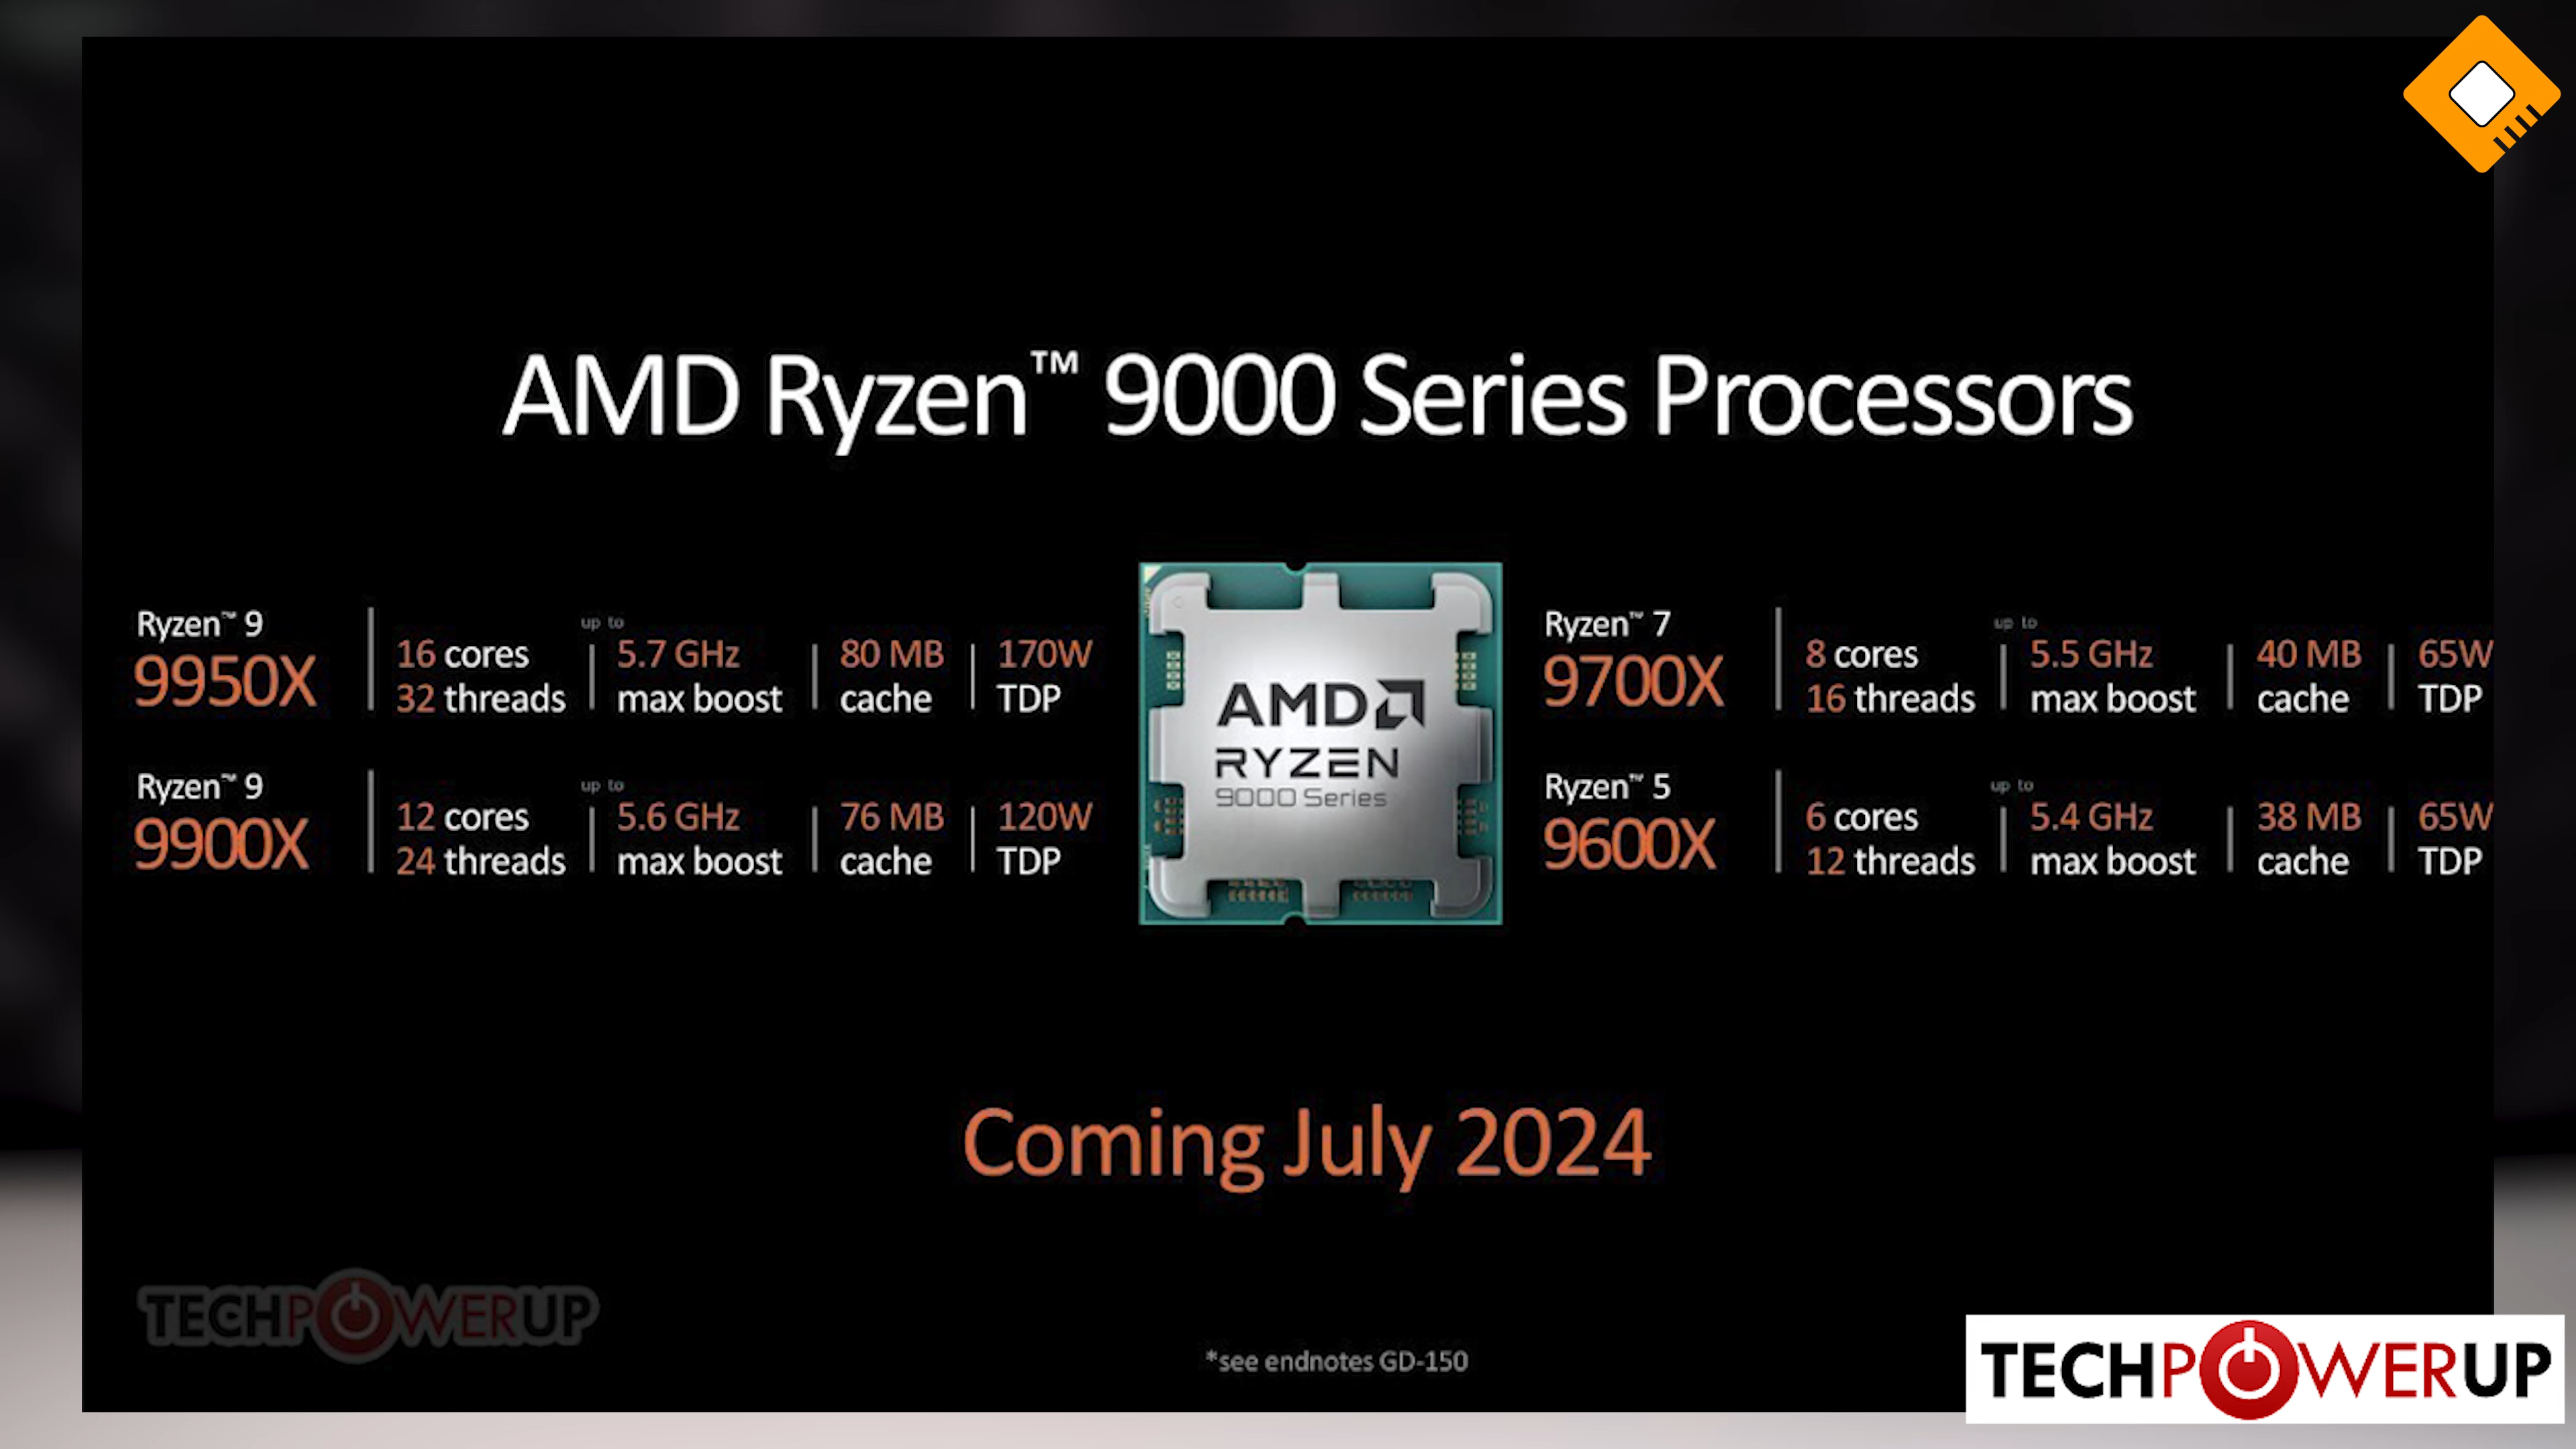 AMD Ryzen™ 9000 Series Processors
Ryzen™ 9
9950X
16 cores
32 threads
up to
5.7 GHz
max boost
80 MB
cache
170W
TDP
Ryzen™ 9
9900X
12 cores
24 threads
up to
5.6 GHz
max boost
76 MB
cache
120W
TDP
AMD
RYZEN
9000 Series
Ryzen™ 7
9700X
8 cores
16 threads
up to
5.5 GHz
max boost
40 MB
cache
65W
TDP
Ryzen™ 5
9600X
6 cores
12 threads
up to
5.4 GHz
max boost
38 MB
cache
65W
TDP
Coming July 2024
TECHPOWERUP
*see endnotes GD-150
TECHPOWERUP